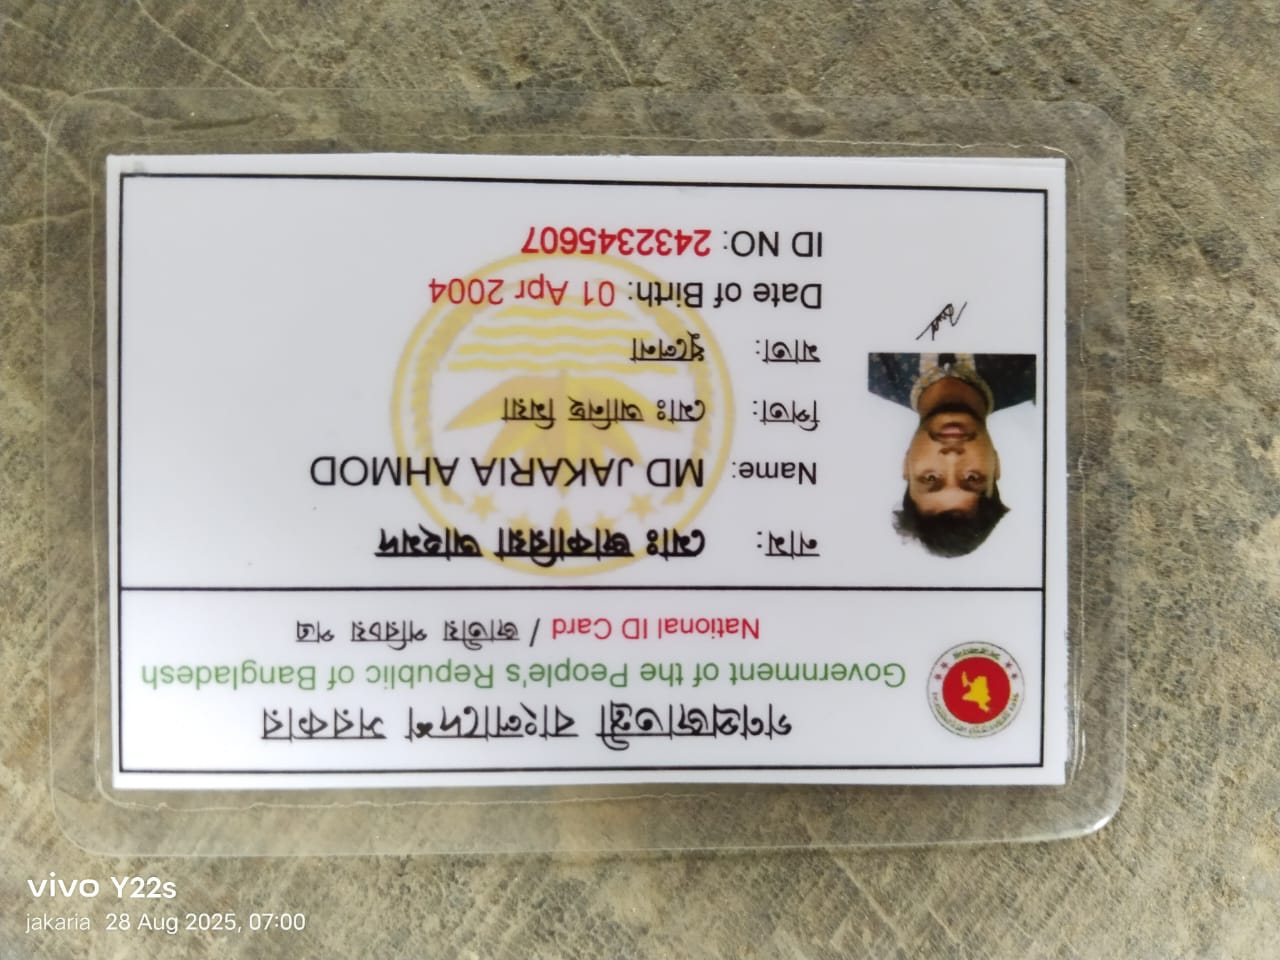 গণপ্রজাতন্ত্রী বাংলাদেশ সরকার
Government of the People's Republic of Bangladesh
National ID Card / জাতীয় পরিচয় পত্র
নাম: মোঃ জাকারিয়া আহমদ
Name: MD JAKARIA AHMOD
পিতা: মোঃ আনিছ মিয়া
মাতা: ধুলেনা
Date of Birth: 01 Apr 2004
ID NO: 2432345607
vivo Y22s
jakaria 28 Aug 2025, 07:00